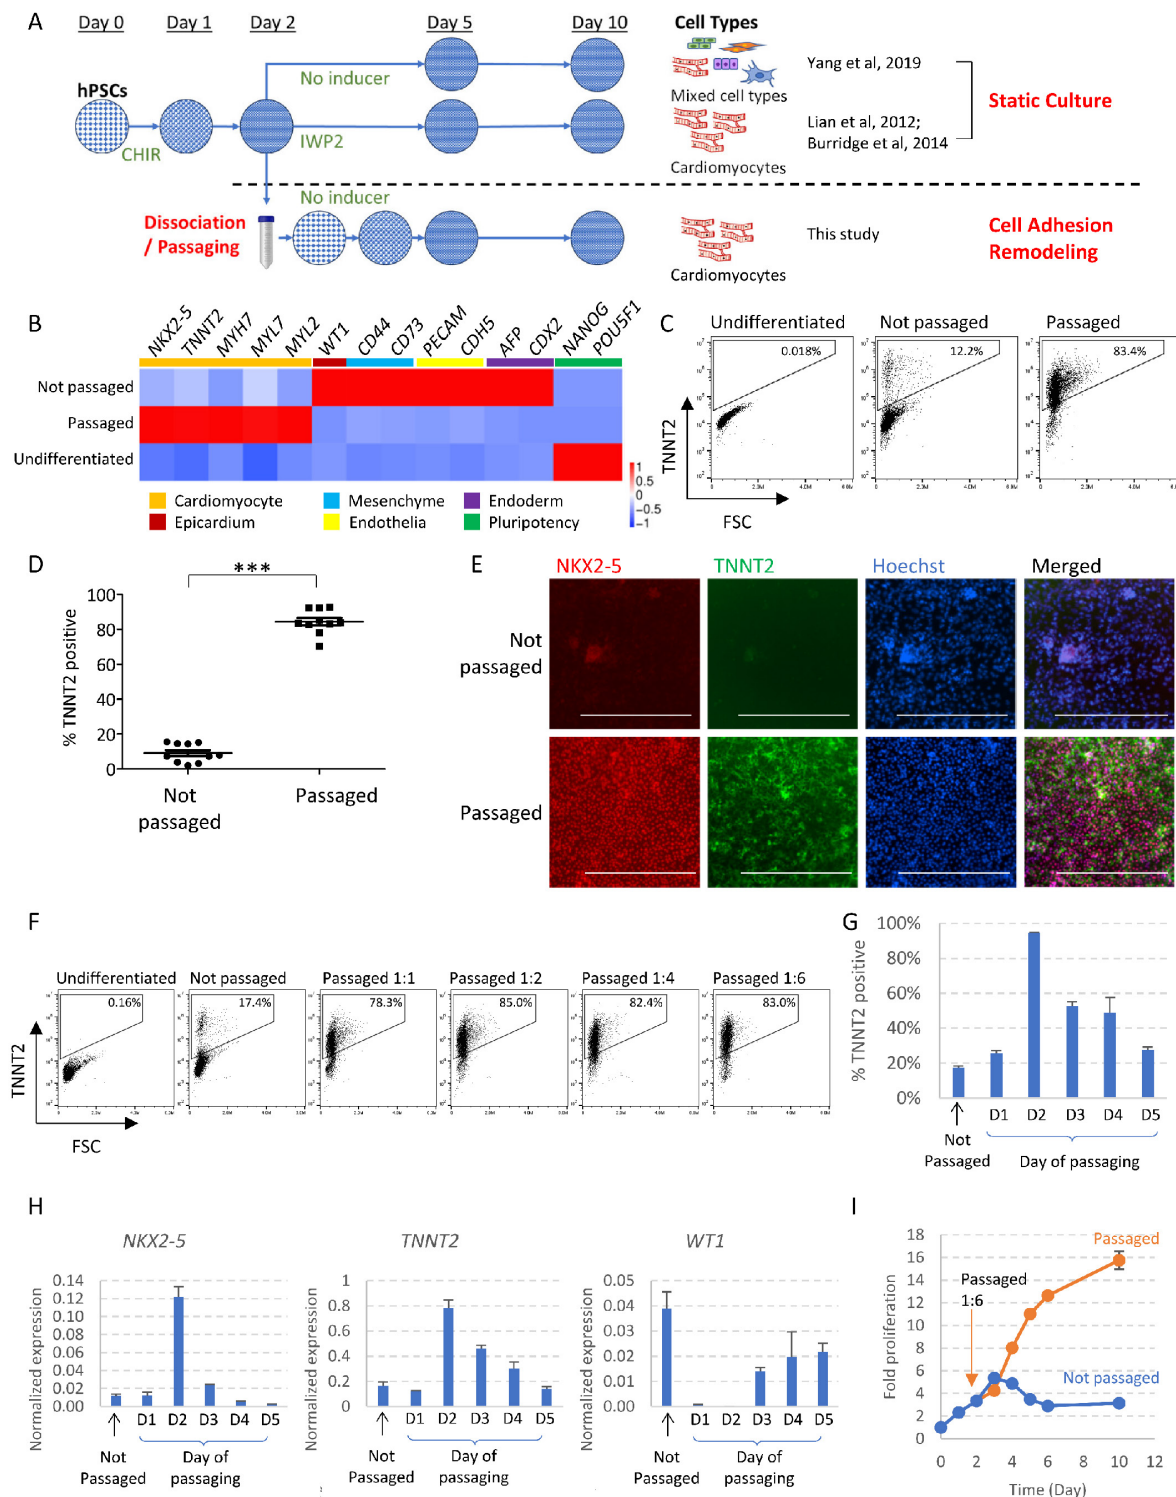 A
Day 0 Day 1 Day 2 Day 5 Day 10 Cell Types
hPSCs
CHIR
No inducer
IWP2
Mixed cell types
Cardiomyocytes
Yang et al, 2019
Lian et al, 2012;
Burridge et al, 2014
Static Culture
Dissociation
/ Passaging
No inducer
Cardiomyocytes
This study
Cell Adhesion
Remodeling
B
NKX2-5 TNNT2 MYH7 MYL7 MYL2 WT1 CD44 CD73 PECAM CDH5 AFP CDX2 NANOG POU5F1
Not passaged
Passaged
Undifferentiated
1
0.5
0
-0.5
-1
Cardiomyocyte Mesenchyme Endoderm
Epicardium Endothelia Pluripotency
C
Undifferentiated Not passaged Passaged
0.018% 12.2% 83.4%
TNNT2
FSC
D
***
% TNNT2 positive
100
80
60
40
20
0
Not
passaged
Passaged
E
NKX2-5 TNNT2 Hoechst Merged
Not
passaged
Passaged
F
Undifferentiated Not passaged Passaged 1:1 Passaged 1:2 Passaged 1:4 Passaged 1:6
0.16% 17.4% 78.3% 85.0% 82.4% 83.0%
TNNT2
FSC
G
% TNNT2 positive
100%
80%
60%
40%
20%
0%
D1 D2 D3 D4 D5
Not
Passaged
Day of passaging
H
NKX2-5
Normalized expression
0.14
0.12
0.10
0.08
0.06
0.04
0.02
0.00
D1 D2 D3 D4 D5
Not
Passaged
Day of
passaging
TNNT2
Normalized expression
1
0.8
0.6
0.4
0.2
0
D1 D2 D3 D4 D5
Not
Passaged
Day of
passaging
WT1
Normalized expression
0.05
0.04
0.03
0.02
0.01
0.00
D1 D2 D3 D4 D5
Not
Passaged
Day of
passaging
I
Fold proliferation
18
16
14
12
10
8
6
4
2
0
Passaged
Passaged
1:6
Not passaged
0 2 4 6 8 10 12
Time (Day)